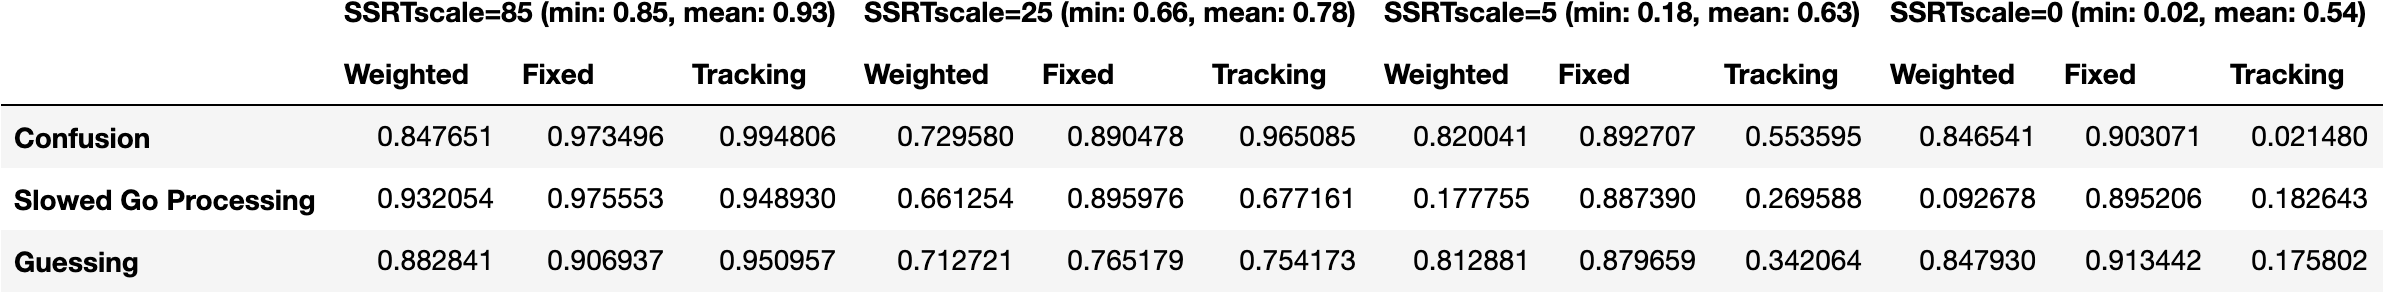 SSRTscale=85 (min: 0.85, mean: 0.93) SSRTscale=25 (min: 0.66, mean: 0.78) SSRTscale=5 (min: 0.18, mean: 0.63) SSRTscale=0 (min: 0.02, mean: 0.54)
Weighted Fixed Tracking Weighted Fixed Tracking Weighted Fixed Tracking Weighted Fixed Tracking
Confusion 0.847651 0.973496 0.994806 0.729580 0.890478 0.965085 0.820041 0.892707 0.553595 0.846541 0.903071 0.021480
Slowed Go Processing 0.932054 0.975553 0.948930 0.661254 0.895976 0.677161 0.177755 0.887390 0.269588 0.092678 0.895206 0.182643
Guessing 0.882841 0.906937 0.950957 0.712721 0.765179 0.754173 0.812881 0.879659 0.342064 0.847930 0.913442 0.175802